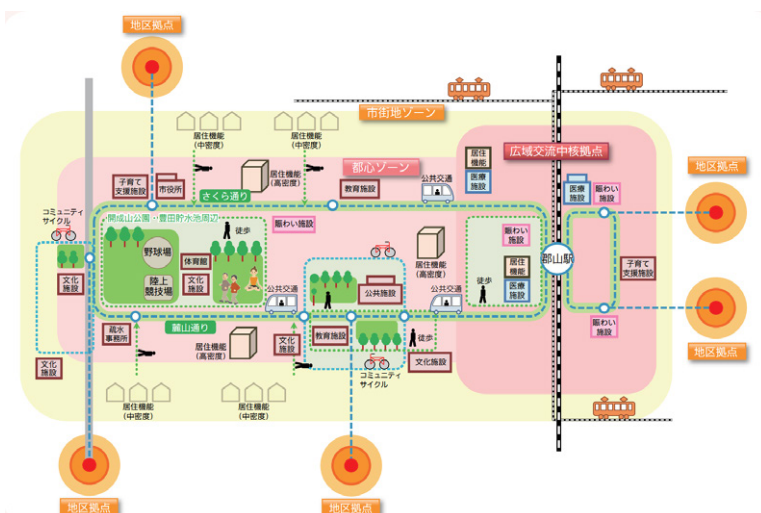 地区拠点
市街地ゾーン
居住機能
(中密度)
居住機能
(中密度)
都心ゾーン
広域交流中核拠点
居住
機能
医療
施設
子育て
支援施設
市役所
居住機能
(高密度)
教育施設
公共交通
医療
施設
賑わい
施設
地区拠点
さくら通り
コミュニティ
サイクル
開成山公園・豊田貯水池周辺
徒歩
賑わい施設
賑わい
施設
野球場
体育館
文化
施設
陸上
競技場
文化
施設
居住機能
(高密度)
郡山駅
子育て
支援施設
居住
機能
医療
施設
徒歩
公共施設
公共交通
公共交通
地区拠点
麓山通り
疏水
事務所
居住機能
(高密度)
文化
施設
教育施設
徒歩
賑わい
施設
文化
施設
コミュニティ
サイクル
文化施設
居住機能
(中密度)
居住機能
(中密度)
地区拠点
地区拠点